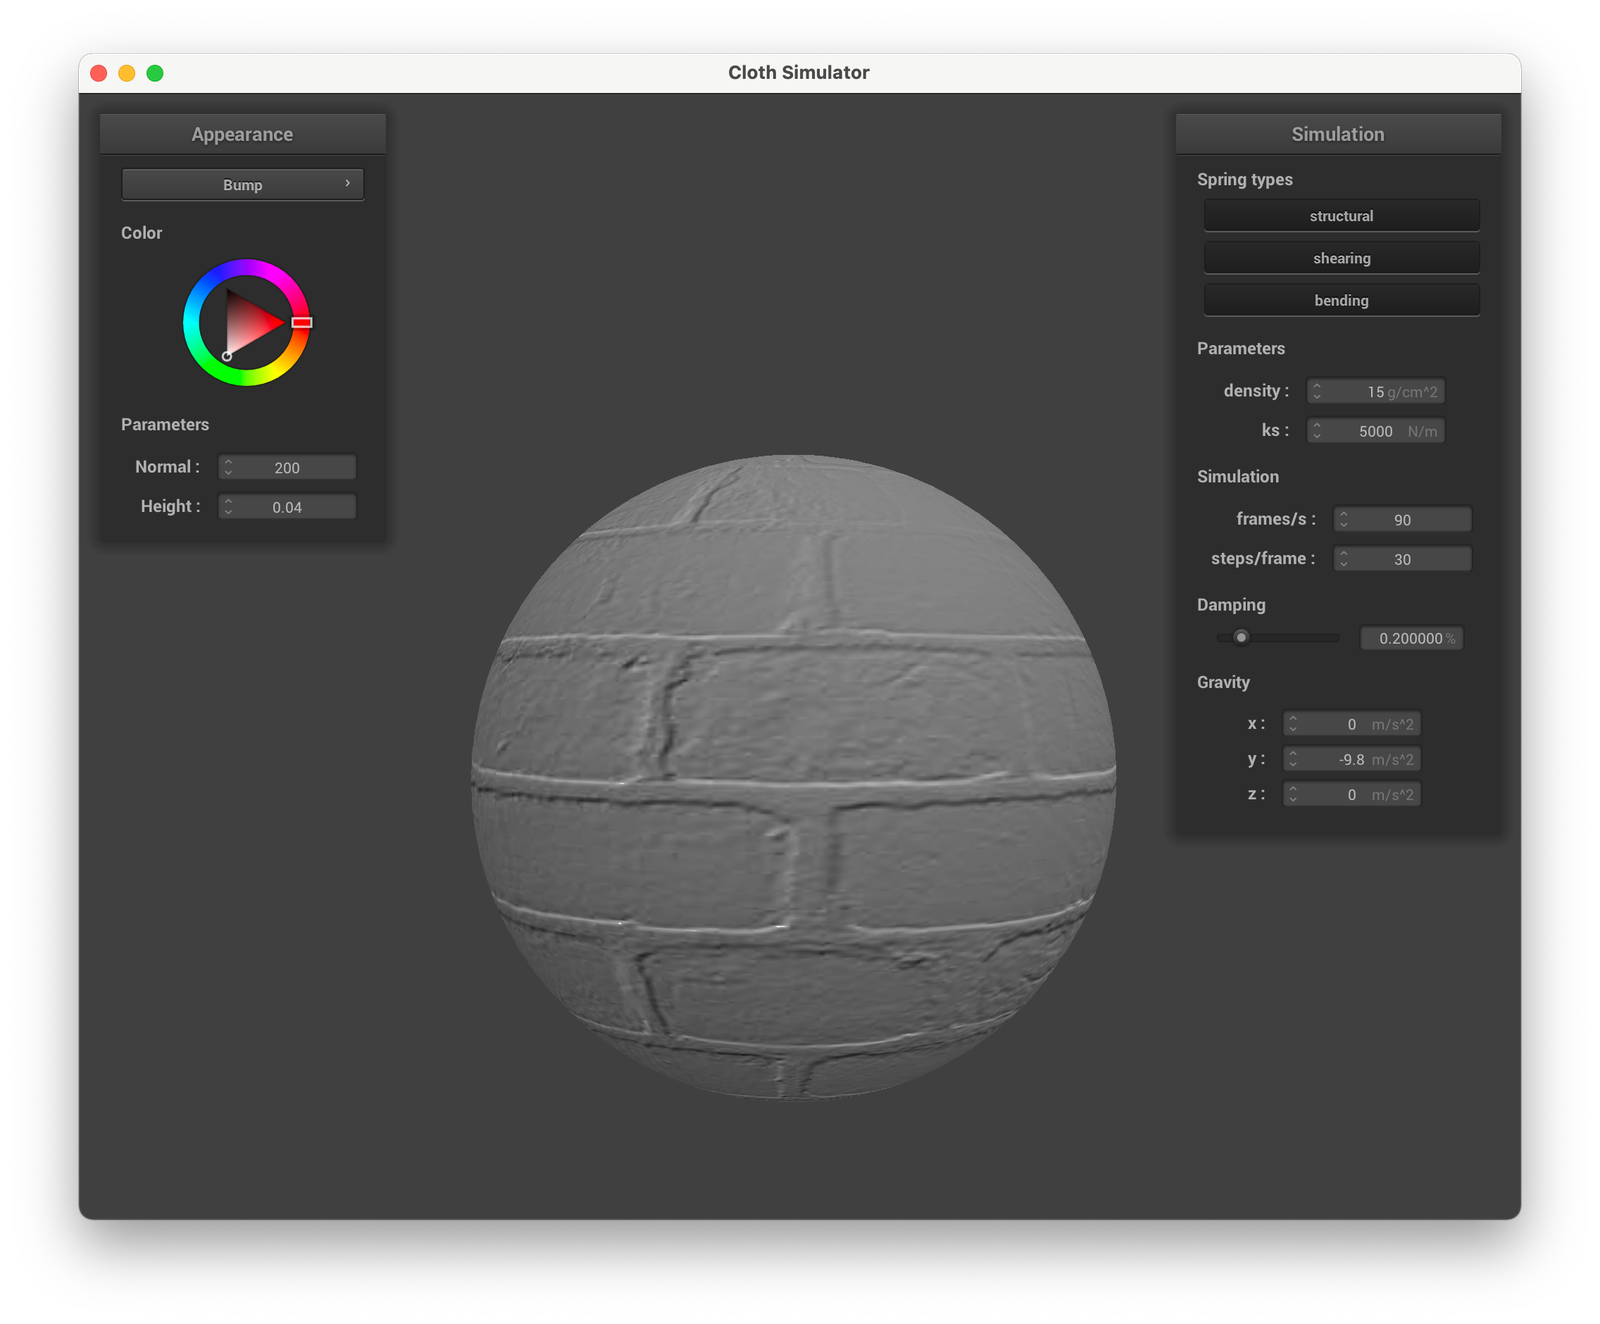 Cloth Simulator
Appearance
Bump
Color
Parameters
Normal : 200
Height : 0.04
Simulation
Spring types
structural
shearing
bending
Parameters
density : 15 g/cm^2
ks : 5000 N/m
Simulation
frames/s : 90
steps/frame : 30
Damping
0.200000 %
Gravity
x : 0 m/s^2
y : -9.8 m/s^2
z : 0 m/s^2